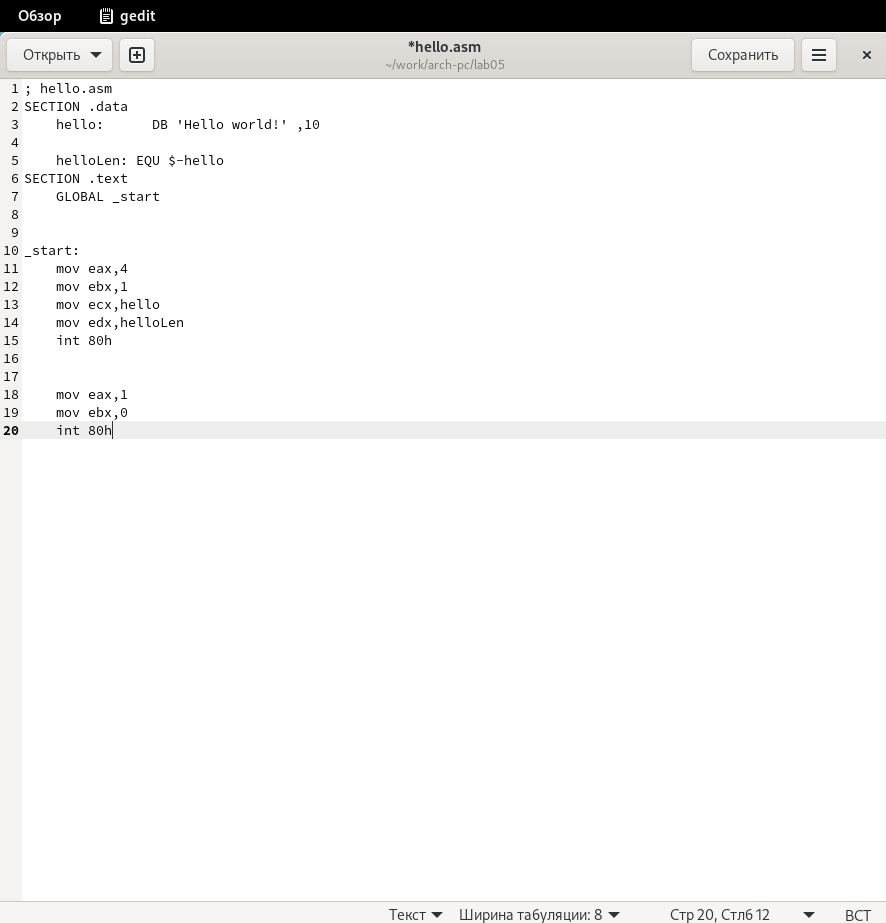 Обзор gedit
Открыть *hello.asm Сохранить
~/work/arch-pc/lab05
1 ; hello.asm
2 SECTION .data
3     hello:      DB 'Hello world!' ,10
4
5     helloLen: EQU $-hello
6 SECTION .text
7     GLOBAL _start
8
9
10 _start:
11     mov eax,4
12     mov ebx,1
13     mov ecx,hello
14     mov edx,helloLen
15     int 80h
16
17
18     mov eax,1
19     mov ebx,0
20     int 80h
Текст Ширина табуляции: 8 Стр 20, Стлб 12 ВСТ